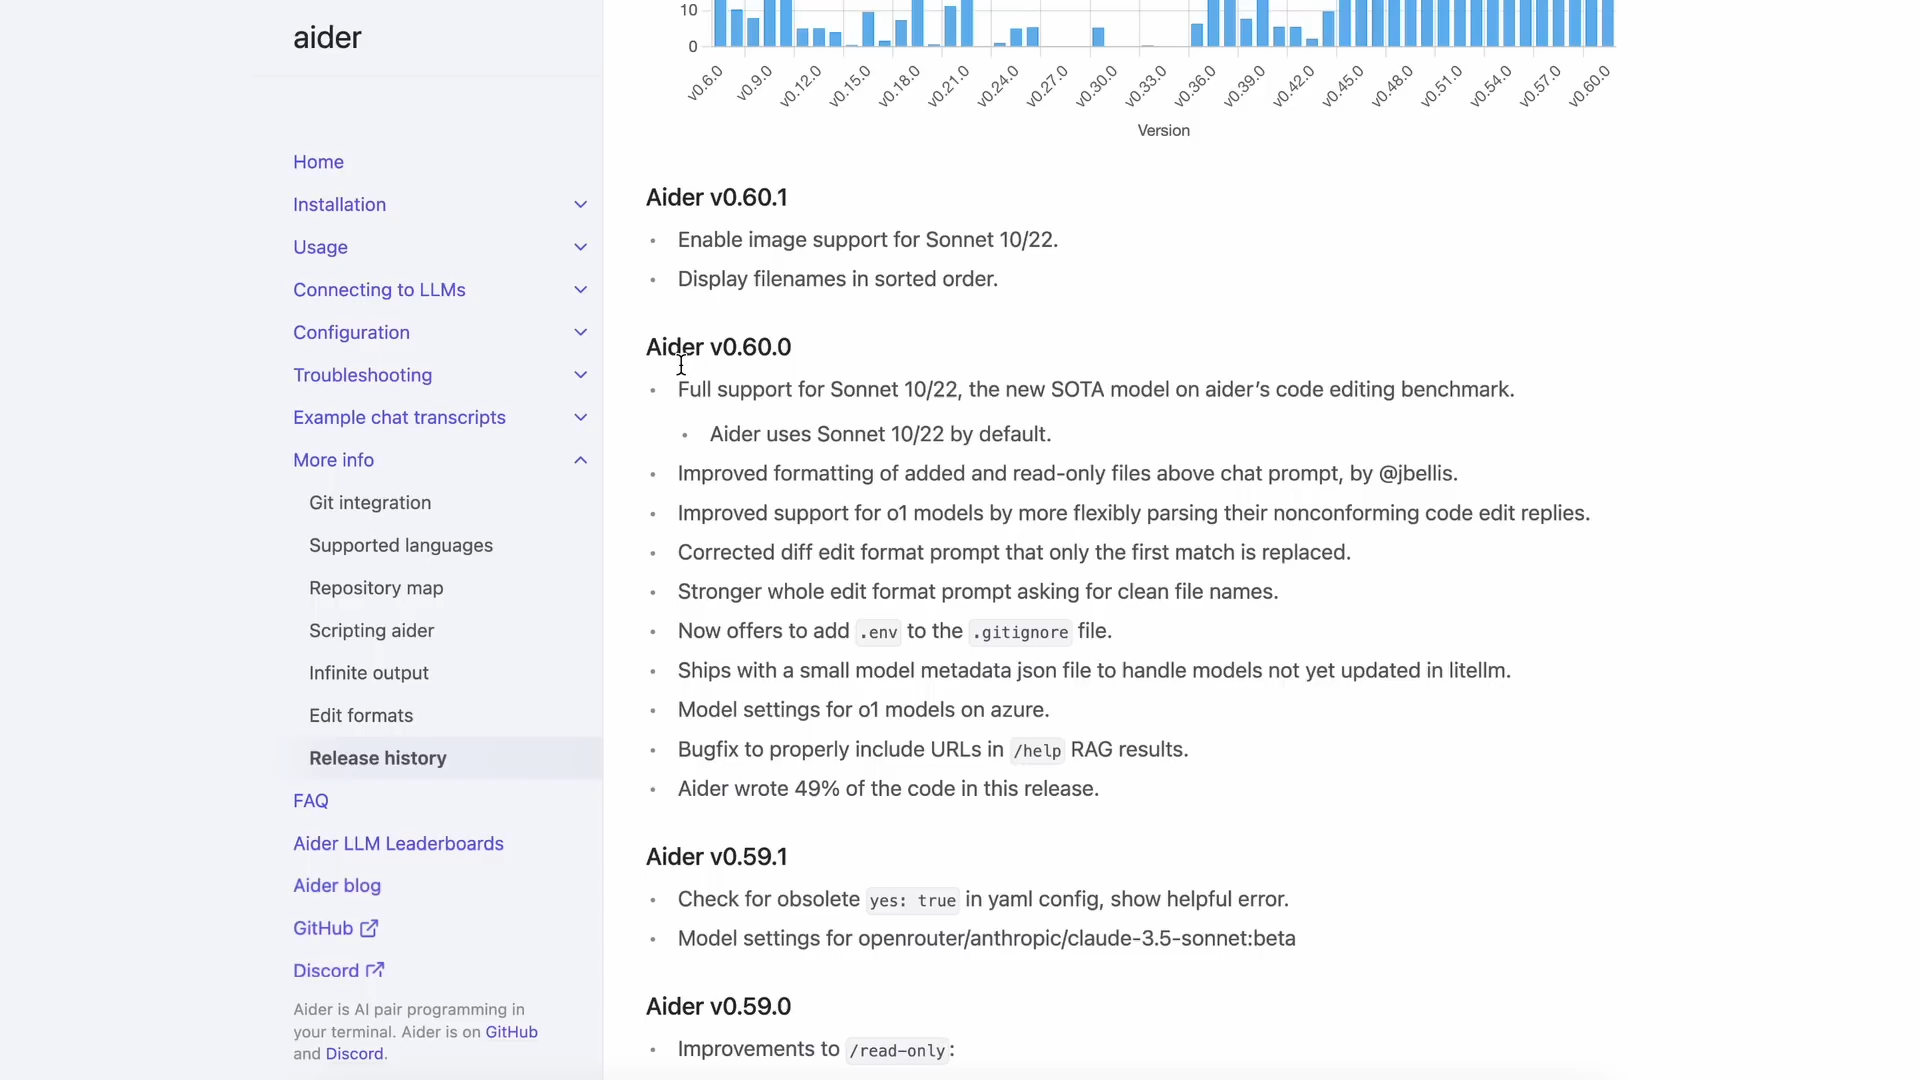 aider
Home
Installation
Usage
Connecting to LLMs
Configuration
Troubleshooting
Example chat transcripts
More info
Git integration
Supported languages
Repository map
Scripting aider
Infinite output
Edit formats
Release history
FAQ
Aider LLM Leaderboards
Aider blog
GitHub
Discord
Aider is AI pair programming in
your terminal. Aider is on GitHub
and Discord.
10
0
v0.6.0 v0.9.0 v0.12.0 v0.15.0 v0.18.0 v0.21.0 v0.24.0 v0.27.0 v0.30.0 v0.33.0 v0.36.0 v0.39.0 v0.42.0 v0.45.0 v0.48.0 v0.51.0 v0.54.0 v0.57.0 v0.60.0
Version
Aider v0.60.1
• Enable image support for Sonnet 10/22.
• Display filenames in sorted order.
Aider v0.60.0
• Full support for Sonnet 10/22, the new SOTA model on aider’s code editing benchmark.
• Aider uses Sonnet 10/22 by default.
• Improved formatting of added and read-only files above chat prompt, by @jbellis.
• Improved support for o1 models by more flexibly parsing their nonconforming code edit replies.
• Corrected diff edit format prompt that only the first match is replaced.
• Stronger whole edit format prompt asking for clean file names.
• Now offers to add .env to the .gitignore file.
• Ships with a small model metadata json file to handle models not yet updated in litellm.
• Model settings for o1 models on azure.
• Bugfix to properly include URLs in /help RAG results.
• Aider wrote 49% of the code in this release.
Aider v0.59.1
• Check for obsolete yes: true in yaml config, show helpful error.
• Model settings for openrouter/anthropic/claude-3.5-sonnet:beta
Aider v0.59.0
• Improvements to /read-only: